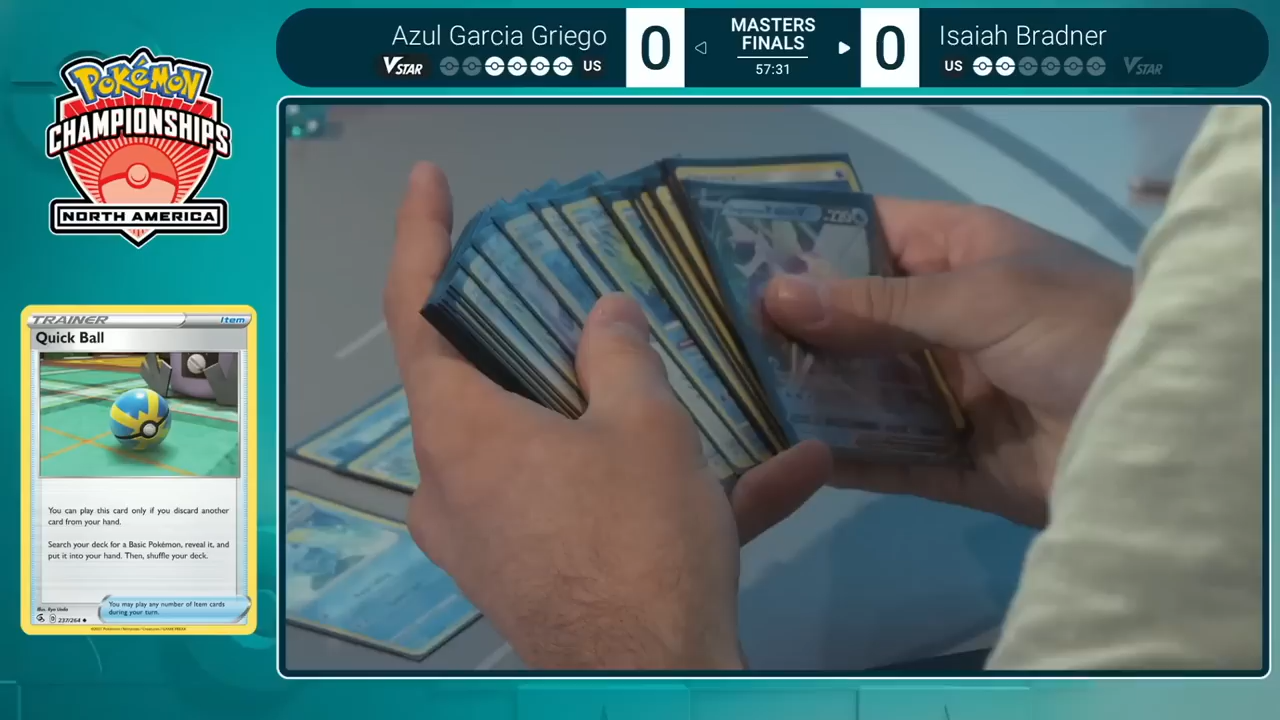 Azul Garcia Griego
VSTAR
US
0
MASTERS
FINALS
57:31
0
Isaiah Bradner
US
VSTAR
Pokémon
CHAMPIONSHIPS
NORTH AMERICA
TRAINER
Item
Quick Ball
You can play this card only if you discard another
card from your hand.
Search your deck for a Basic Pokémon, reveal it, and
put it into your hand. Then, shuffle your deck.
You may play any number of Item cards
during your turn.
237/264